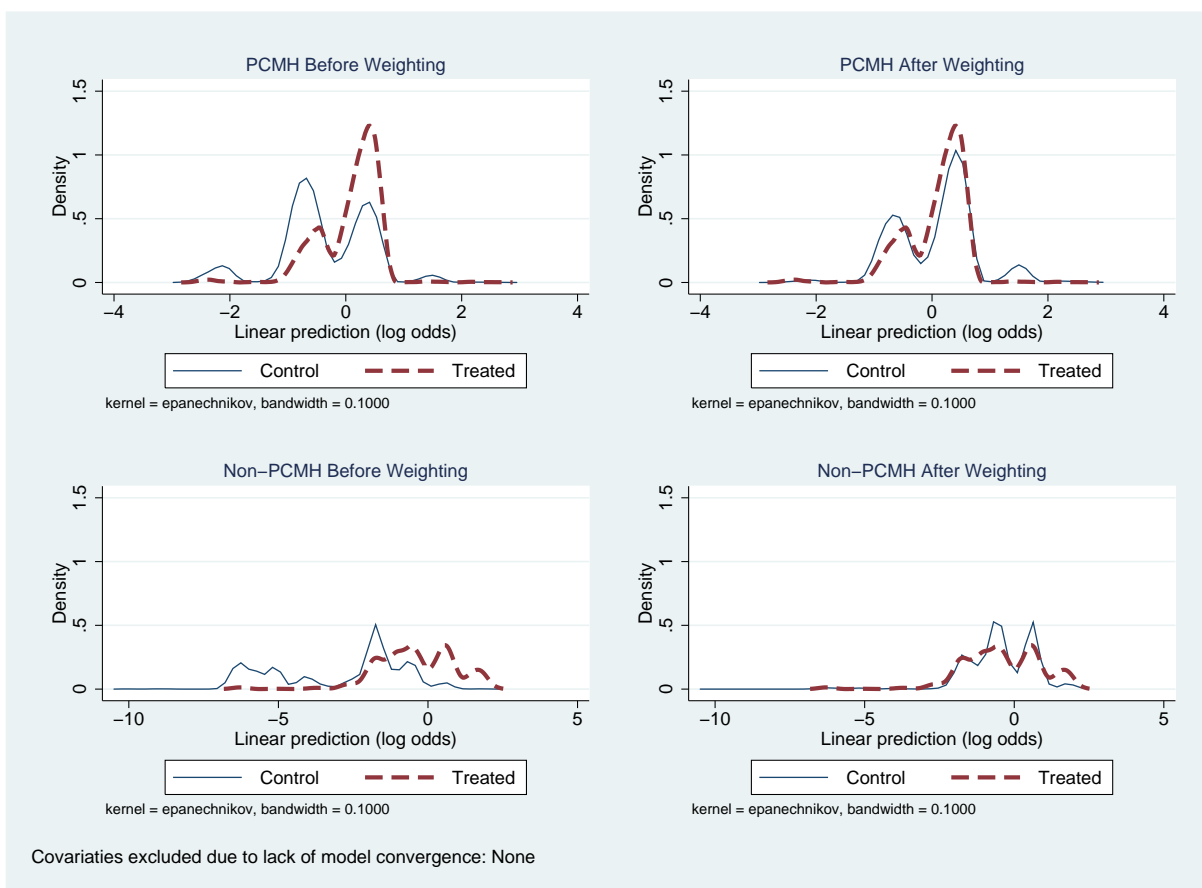 PCMH Before Weighting
1.5
1
.5
0
Density
−4 −2 0 2 4
Linear prediction (log odds)
Control Treated
kernel = epanechnikov, bandwidth = 0.1000
PCMH After Weighting
1.5
1
.5
0
Density
−4 −2 0 2 4
Linear prediction (log odds)
Control Treated
kernel = epanechnikov, bandwidth = 0.1000
Non−PCMH Before Weighting
1.5
1
.5
0
Density
−10 −5 0 5
Linear prediction (log odds)
Control Treated
kernel = epanechnikov, bandwidth = 0.1000
Non−PCMH After Weighting
1.5
1
.5
0
Density
−10 −5 0 5
Linear prediction (log odds)
Control Treated
kernel = epanechnikov, bandwidth = 0.1000
Covariaties excluded due to lack of model convergence: None